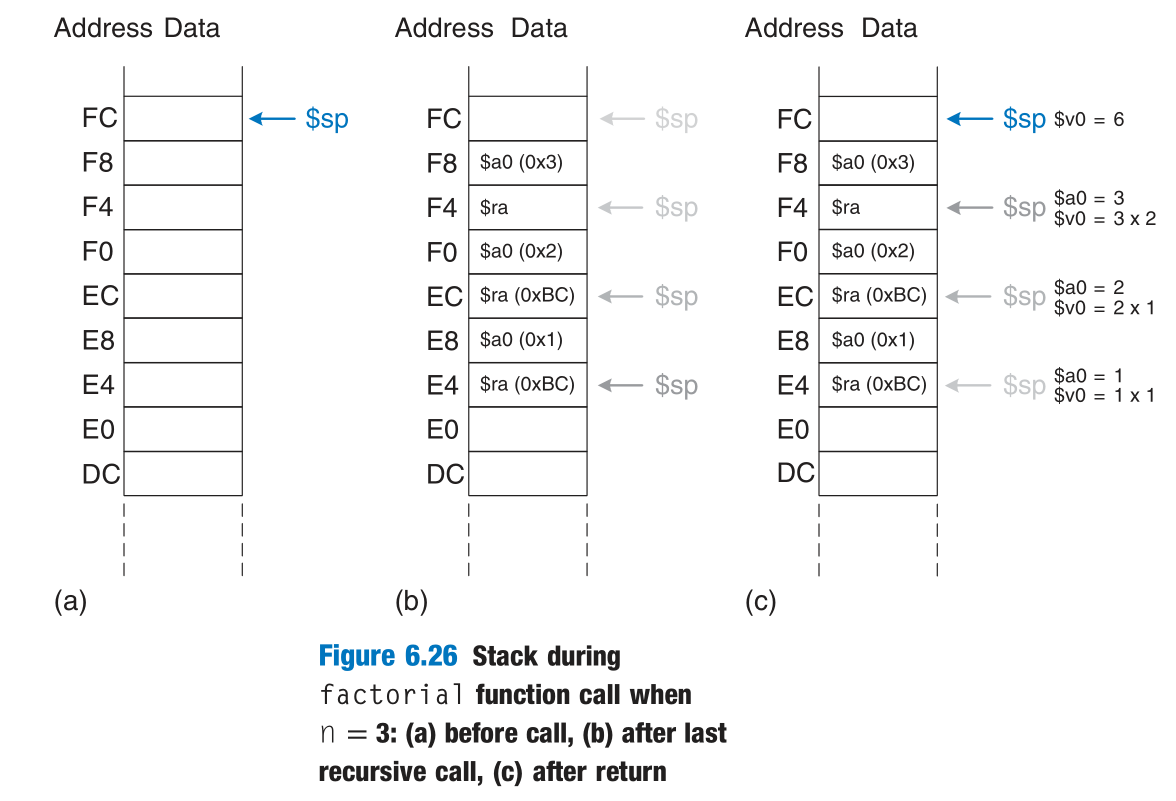 Address Data Address Data Address Data
FC $sp FC $sp FC $sp $v0 = 6
F8 F8 $a0 (0x3) F8 $a0 (0x3)
F4 F4 $ra $sp F4 $ra $sp $a0 = 3
$v0 = 3 x 2
F0 F0 $a0 (0x2) F0 $a0 (0x2)
EC EC $ra (0xBC) $sp EC $ra (0xBC) $sp $a0 = 2
$v0 = 2 x 1
E8 E8 $a0 (0x1) E8 $a0 (0x1)
E4 E4 $ra (0xBC) $sp E4 $ra (0xBC) $sp $a0 = 1
$v0 = 1 x 1
E0 E0 E0
DC DC DC
(a) (b) (c)
Figure 6.26 Stack during
factorial function call when
n = 3: (a) before call, (b) after last
recursive call, (c) after return